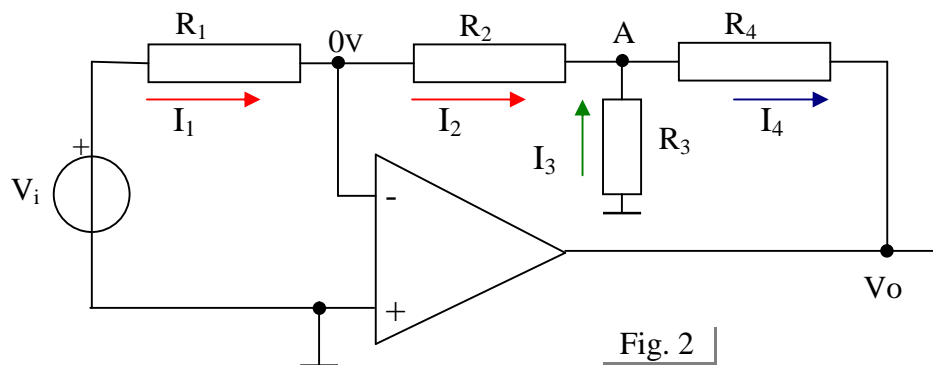 R₁
0V
R₂
A
R₄
I₁
I₂
I₃
R₃
I₄
+
Vᵢ
-
+
Vo
Fig. 2